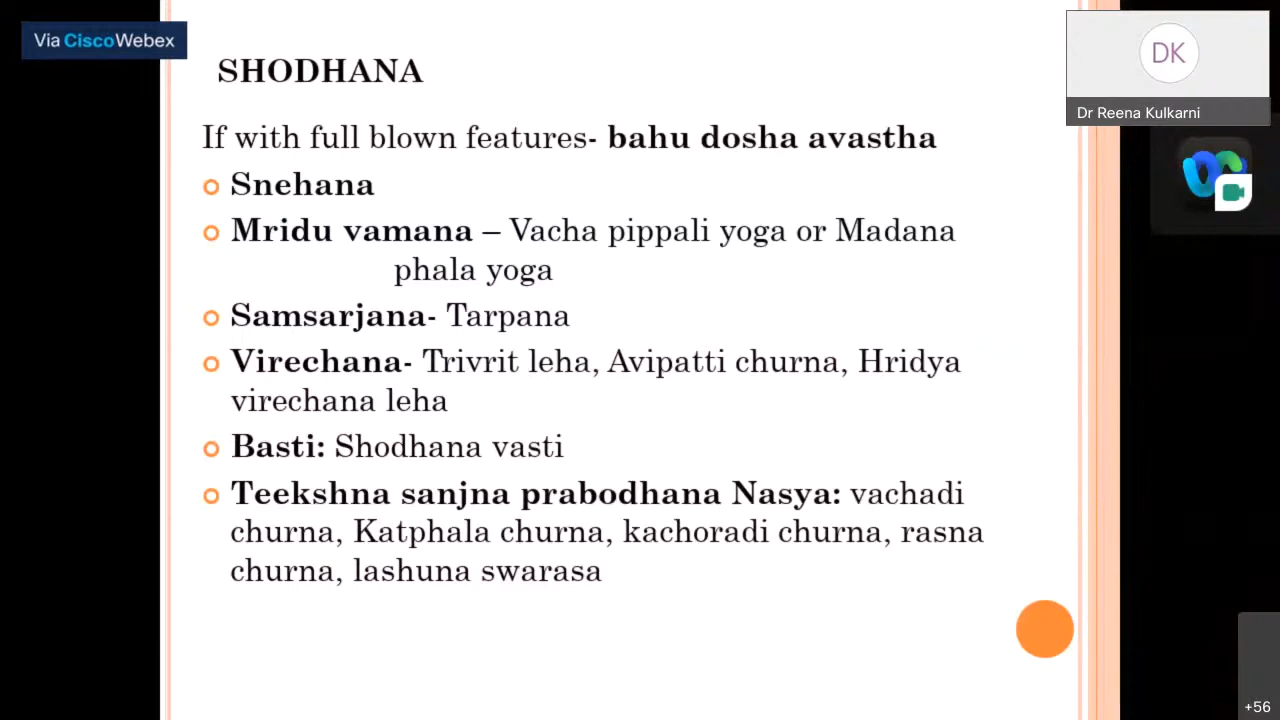 Via CiscoWebex
DK
Dr Reena Kulkarni
SHODHANA
If with full blown features- bahu dosha avastha
Snehana
Mridu vamana – Vacha pippali yoga or Madana
phala yoga
Samsarjana- Tarpana
Virechana- Trivrit leha, Avipatti churna, Hridya
virechana leha
Basti: Shodhana vasti
Teekshna sanjna prabodhana Nasya: vachadi
churna, Katphala churna, kachoradi churna, rasna
churna, lashuna swarasa
+56